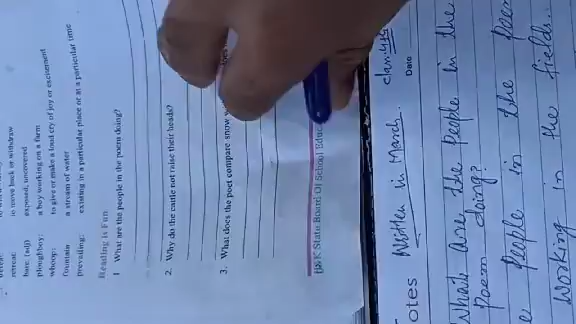 retreat: to move back or withdraw
bare (adj) exposed, uncovered
ploughboy: a boy working on a farm
whoop: to give or make a loud cry of joy or excitement
fountain a stream of water
prevailing: existing in a particular place or at a particular time
Reading is Fun
1 What are the people in the poem doing?
2. Why do the cattle not raise their heads?
3. What does the poet compare snow
J&K State Board Of School Educ
otes Written in March. class 4th
Date
Whats are the people in the
poem doing?
people in the poem
working in the fields..